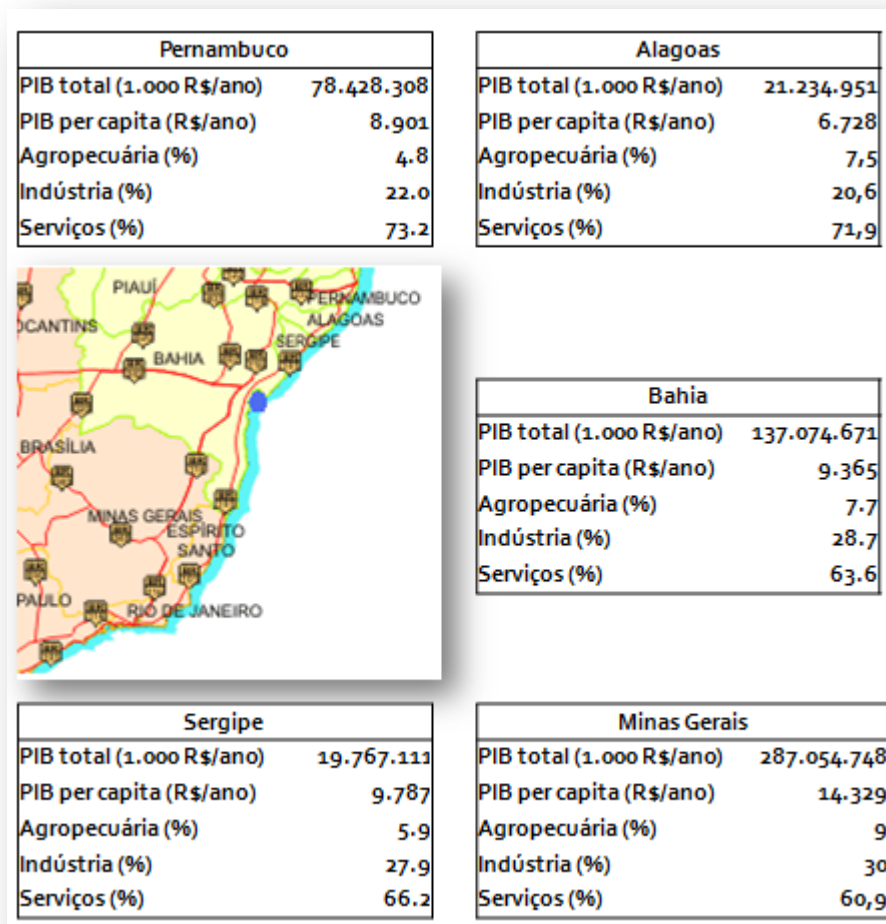 Pernambuco
PIB total (1.000 R$/ano) 78.428.308
PIB per capita (R$/ano) 8.901
Agropecuária (%) 4.8
Indústria (%) 22.0
Serviços (%) 73.2
Alagoas
PIB total (1.000 R$/ano) 21.234.951
PIB per capita (R$/ano) 6.728
Agropecuária (%) 7,5
Indústria (%) 20,6
Serviços (%) 71,9
PIAUÍ
PERNAMBUCO
OCANTINS
ALAGOAS
SERGIPE
BAHIA
BRASÍLIA
MINAS GERAIS
ESPÍRITO
SANTO
PAULO
RIO DE JANEIRO
Bahia
PIB total (1.000 R$/ano) 137.074.671
PIB per capita (R$/ano) 9.365
Agropecuária (%) 7.7
Indústria (%) 28.7
Serviços (%) 63.6
Sergipe
PIB total (1.000 R$/ano) 19.767.111
PIB per capita (R$/ano) 9.787
Agropecuária (%) 5.9
Indústria (%) 27.9
Serviços (%) 66.2
Minas Gerais
PIB total (1.000 R$/ano) 287.054.748
PIB per capita (R$/ano) 14.329
Agropecuária (%) 9
Indústria (%) 30
Serviços (%) 60,9